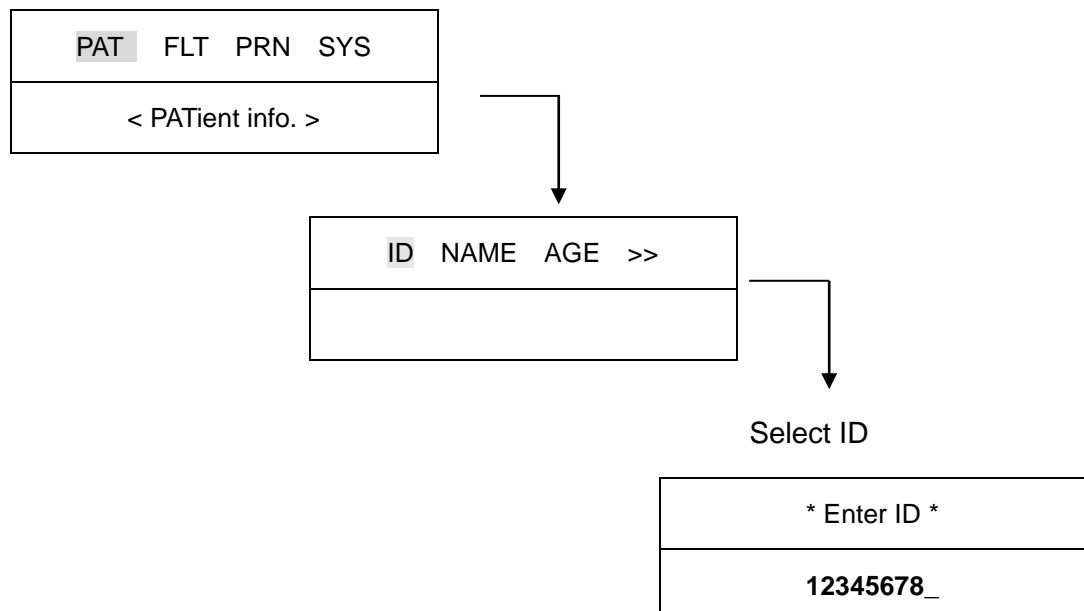 PAT FLT PRN SYS
< PATient info. >
ID NAME AGE >>
Select ID
* Enter ID *
12345678_